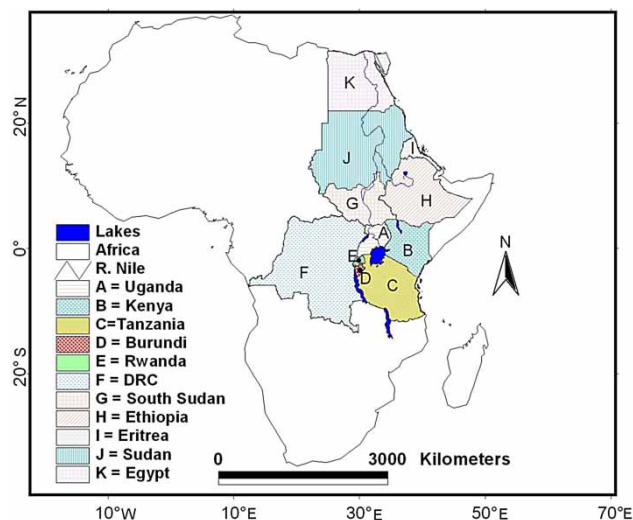 20°N
0°
20°S
K
I
J
G
H
A
E
B
D
F
C
N
Lakes
Africa
R. Nile
A = Uganda
B = Kenya
C=Tanzania
D = Burundi
E = Rwanda
F = DRC
G = South Sudan
H = Ethiopia
I = Eritrea
J = Sudan
K = Egypt
0 3000 Kilometers
10°W 10°E 30°E 50°E 70°E